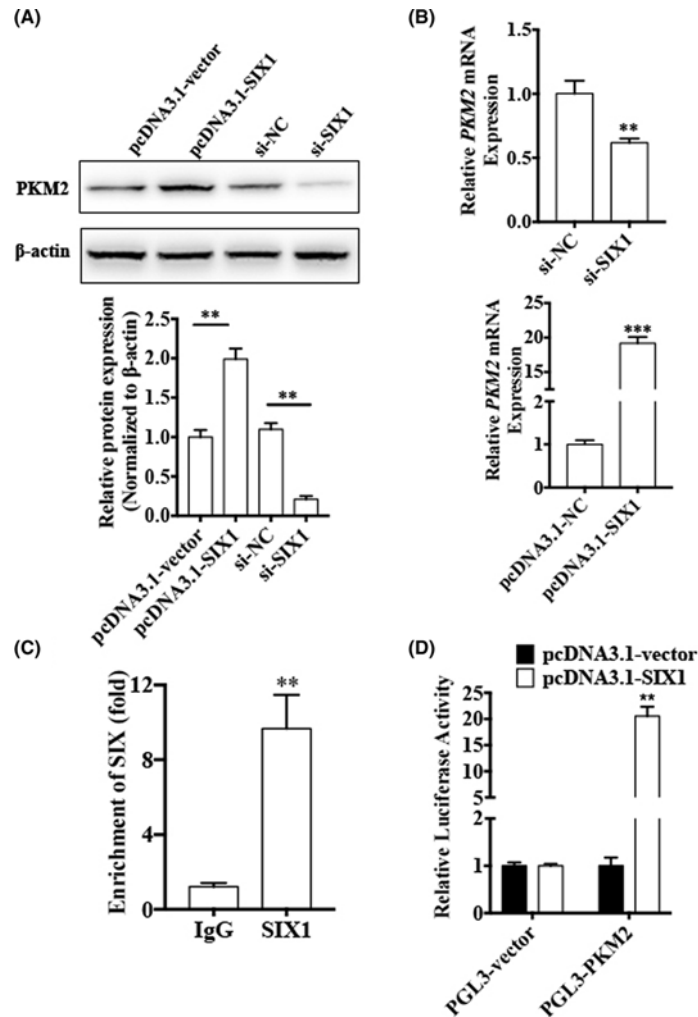 (A)
pcDNA3.1-vector
pcDNA3.1-SIX1
si-NC
si-SIX1
PKM2
β-actin
Relative protein expression
(Normalized to β-actin)
2.5
2.0
1.5
1.0
0.5
0.0
**
**
pcDNA3.1-vector
pcDNA3.1-SIX1
si-NC
si-SIX1
(B)
Relative PKM2 mRNA
Expression
1.5
1.0
0.5
0.0
**
si-NC
si-SIX1
Relative PKM2 mRNA
Expression
25
20
15
10
2
1
0
***
pcDNA3.1-NC
pcDNA3.1-SIX1
(C)
Enrichment of SIX (fold)
12
8
4
0
**
IgG
SIX1
(D)
pcDNA3.1-vector
pcDNA3.1-SIX1
Relative Luciferase Activity
25
20
15
10
5
2
1
0
**
PGL3-vector
PGL3-PKM2